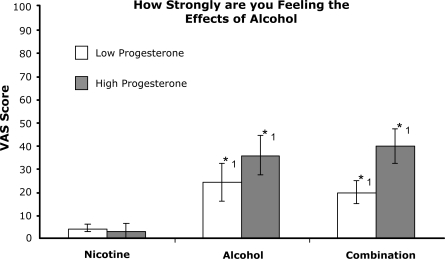 How Strongly are you Feeling the
Effects of Alcohol
VAS Score
100
90
80
70
60
50
40
30
20
10
0
Low Progesterone
High Progesterone
* 1
* 1
* 1
* 1
Nicotine
Alcohol
Combination